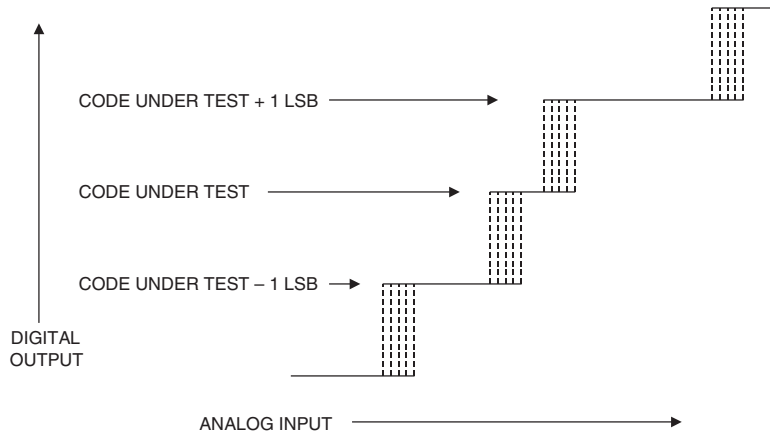 CODE UNDER TEST + 1 LSB
CODE UNDER TEST
CODE UNDER TEST – 1 LSB
DIGITAL
OUTPUT
ANALOG INPUT